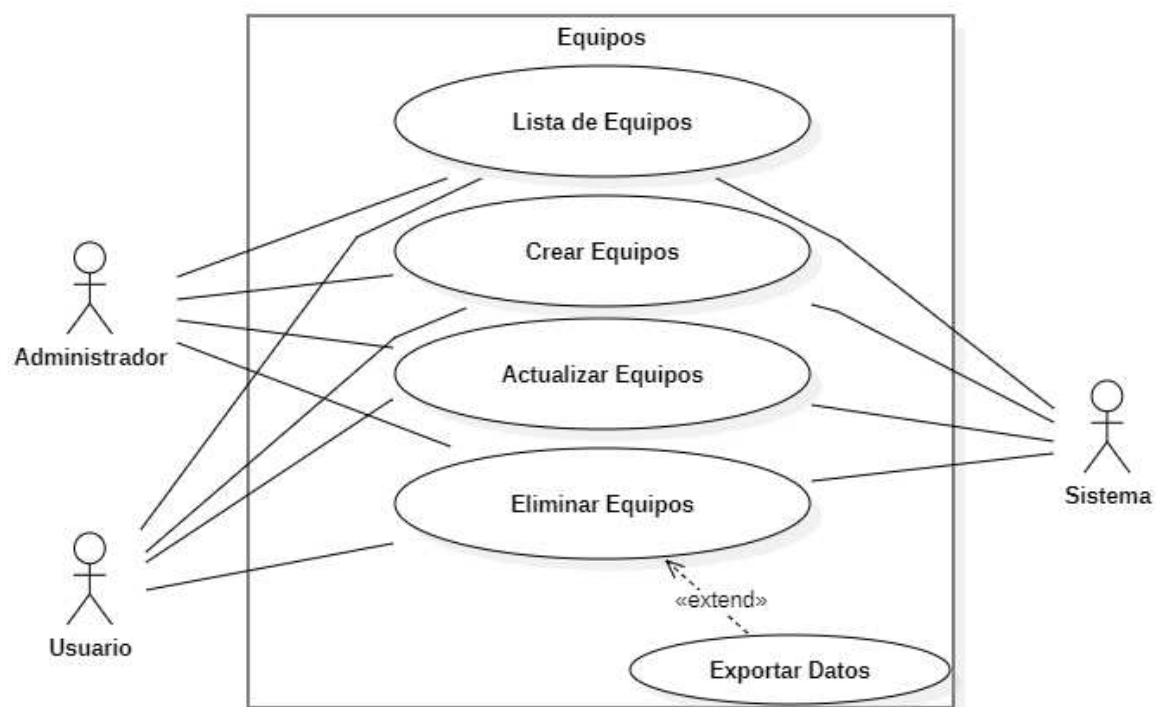 Equipos
Lista de Equipos
Crear Equipos
Administrador
Actualizar Equipos
Sistema
Eliminar Equipos
«extend»
Usuario
Exportar Datos